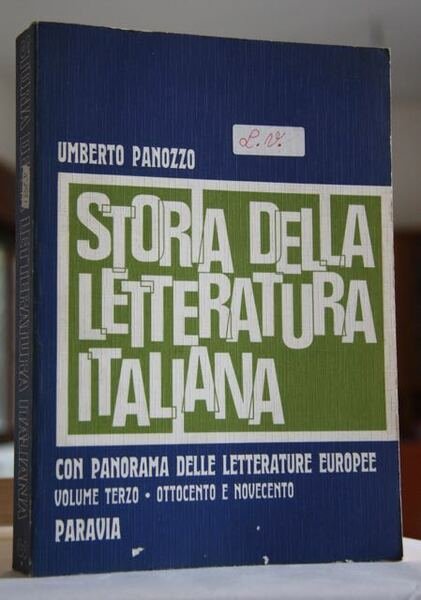 L.V.
UMBERTO PANOZZO
STORIA DELLA
LETTERATURA
ITALIANA
CON PANORAMA DELLE LETTERATURE EUROPEE
VOLUME TERZO • OTTOCENTO E NOVECENTO
PARAVIA